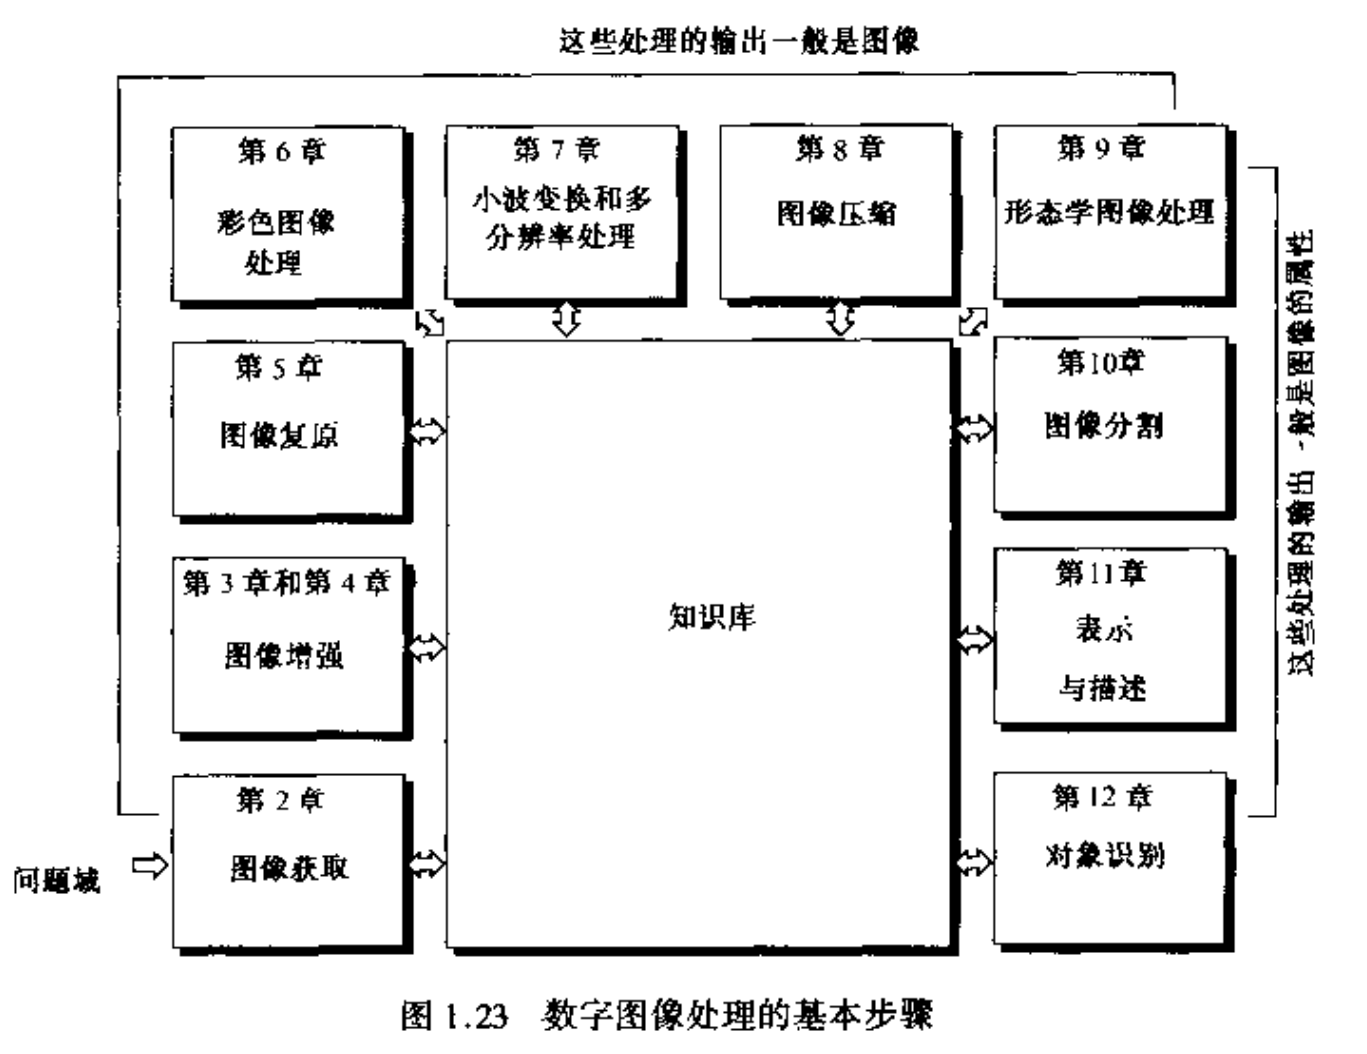 这些处理的输出一般是图像
第 6 章
彩色图像
处理
第 7 章
小波变换和多
分辨率处理
第 8 章
图像压缩
第 9 章
形态学图像处理
第 5 章
图像复原
第10章
图像分割
第 3 章和第 4 章
图像增强
知识库
第11章
表示
与描述
第 2 章
图像获取
第 12 章
对象识别
问题域
这些处理的输出一般是图像的属性
图 1.23 数字图像处理的基本步骤